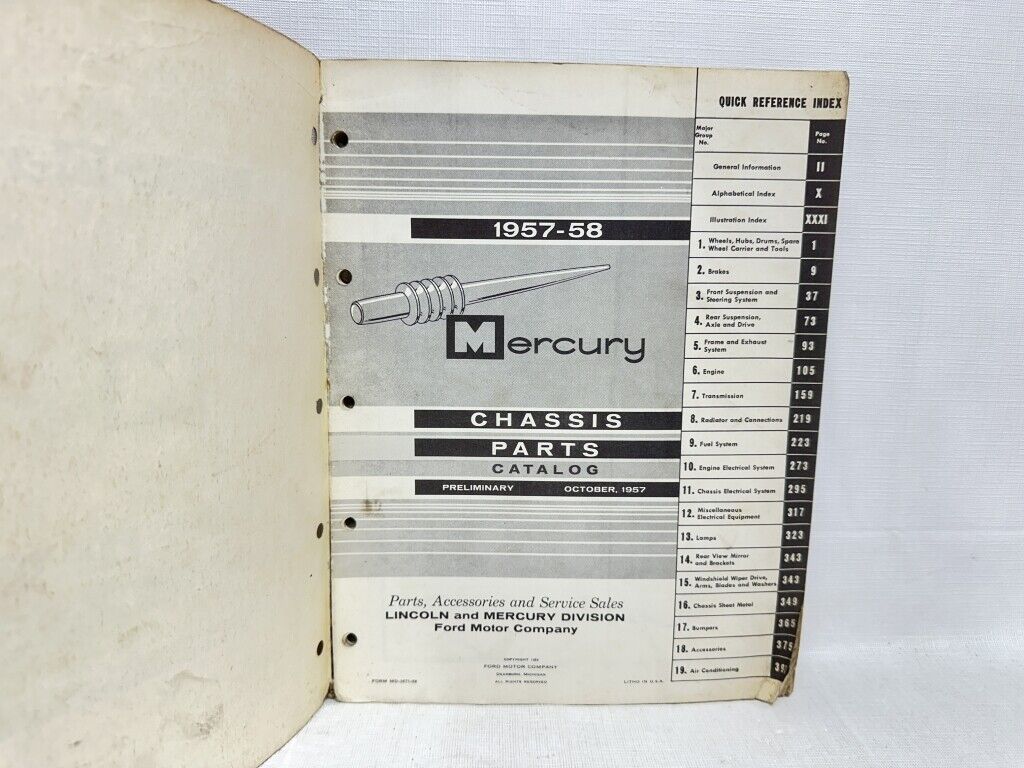 1957-58
Mercury
CHASSIS
PARTS
CATALOG
PRELIMINARY OCTOBER, 1957
Parts, Accessories and Service Sales
LINCOLN and MERCURY DIVISION
Ford Motor Company
COPYRIGHT
FORD MOTOR COMPANY
DEARBORN, MICHIGAN
ALL RIGHTS RESERVED
FORM LITHO IN U.S.A.
QUICK REFERENCE INDEX
Major Page
Group No.
No.
General Information II
Alphabetical Index X
Illustration Index XXXI
1. Wheels, Hubs, Drums, Spare 1
Wheel Carrier and Tools
2. Brakes 9
3. Front Suspension and 37
Steering System
4. Rear Suspension, 73
Axle and Drive
5. Frame and Exhaust 93
System
6. Engine 105
7. Transmission 159
8. Radiator and Connections 219
9. Fuel System 223
10. Engine Electrical System 273
11. Chassis Electrical System 295
12. Miscellaneous 317
Electrical Equipment
13. Lamps 323
14. Rear View Mirror 343
and Brackets
15. Windshield Wiper Drive, 343
Arms, Blades and Washers
16. Chassis Sheet Metal 349
17. Bumpers 365
18. Accessories 375
19. Air Conditioning